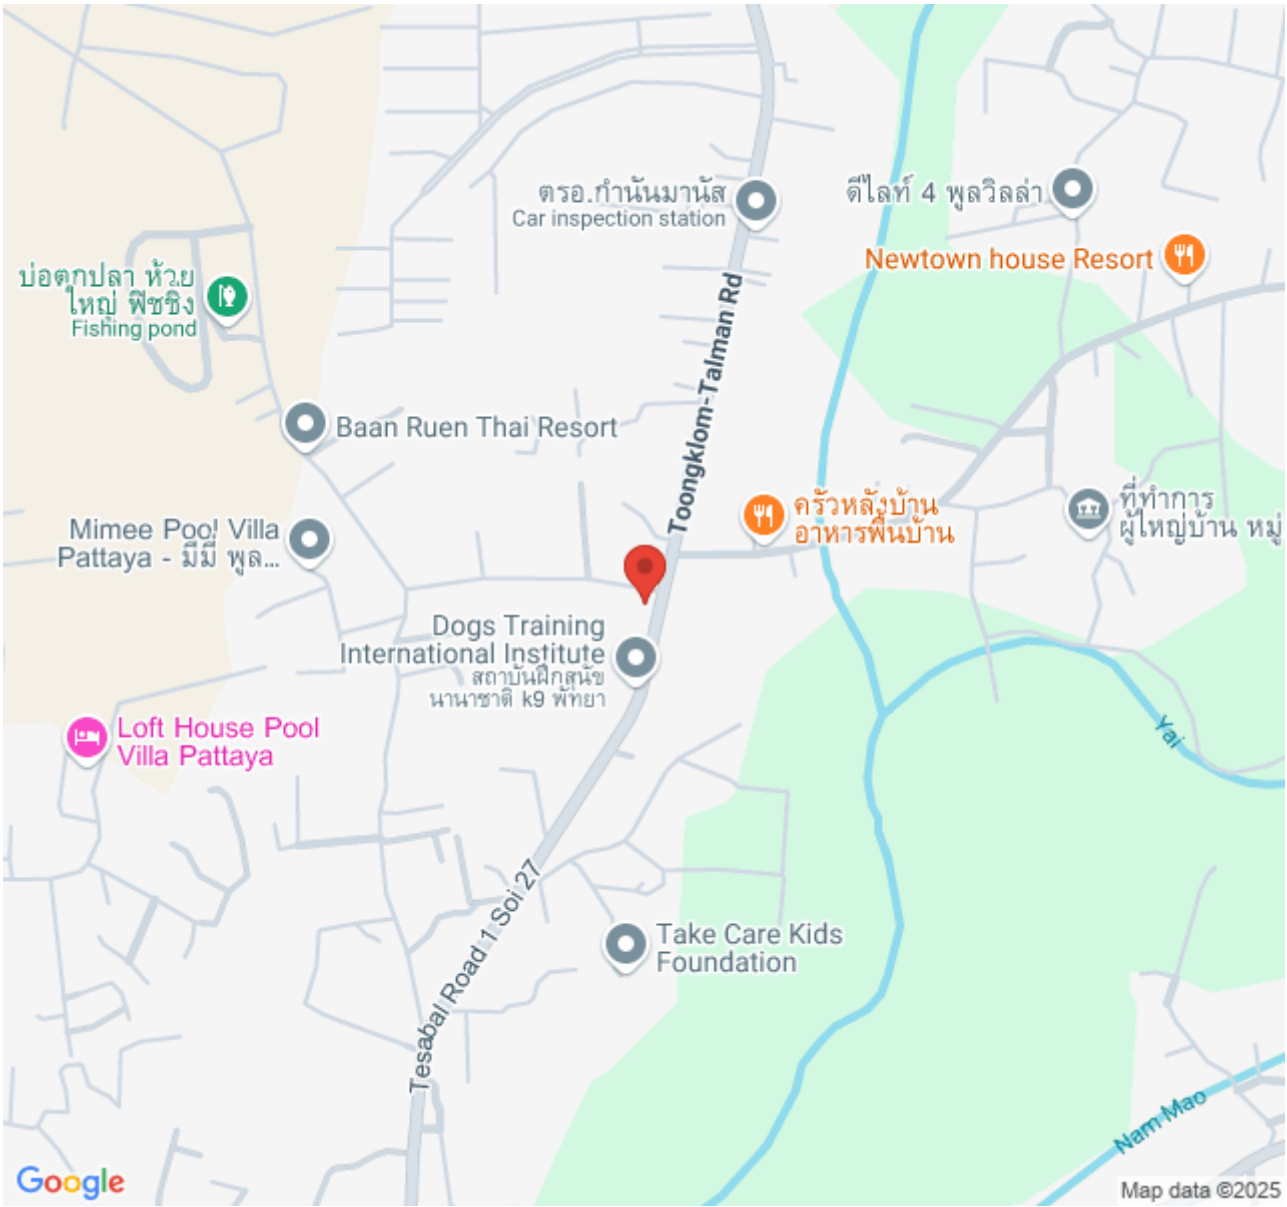 ตรอ.กำนันมานัส
Car inspection station
ดีไลท์ 4 พูลวิลล่า
Newtown house Resort
บ่อตกปลา ห้วย
ใหญ่ ฟิชชิ่ง
Fishing pond
Toongklom-Talman Rd
Baan Ruen Thai Resort
ครัวหลังบ้าน
อาหารพื้นบ้าน
ที่ทำการ
ผู้ใหญ่บ้าน หมู่
Mimee Pool Villa
Pattaya - มีมี่ พูล...
Dogs Training
International Institute
สถาบันฝึกสุนัข
นานาชาติ k9 พัทยา
Loft House Pool
Villa Pattaya
Yai
Tesabal Road 1 Soi 27
Take Care Kids
Foundation
Nam Mao
Google
Map data ©2025